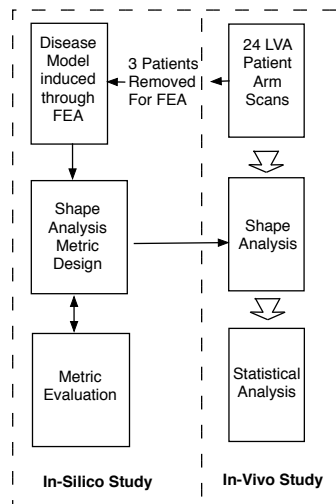 Disease
Model
induced
through
FEA
3 Patients
Removed
For FEA
24 LVA
Patient
Arm
Scans
Shape
Analysis
Metric
Design
Shape
Analysis
Metric
Evaluation
Statistical
Analysis
In-Silico Study
In-Vivo Study